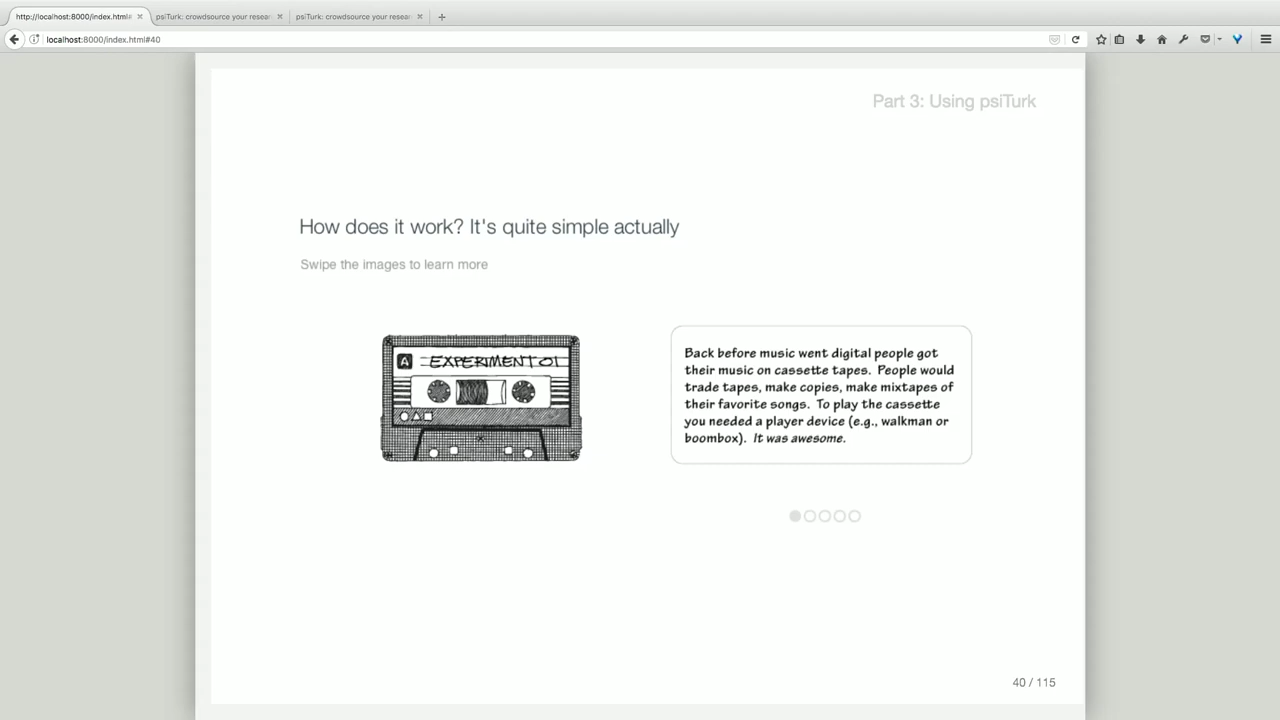 http://localhost:8000/index.html#
psiTurk: crowdsource your resear
psiTurk: crowdsource your resear
localhost:8000/index.html#40
Part 3: Using psiTurk
How does it work? It's quite simple actually
Swipe the images to learn more
A
EXPERIMENT 01
Back before music went digital people got
their music on cassette tapes. People would
trade tapes, make copies, make mixtapes of
their favorite songs. To play the cassette
you needed a player device (e.g., walkman or
boombox). It was awesome.
40 / 115